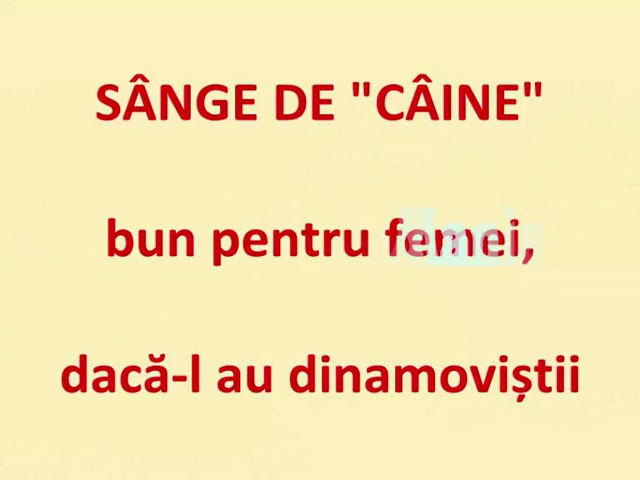 SÂNGE DE "CÂINE"
bun pentru femei,
dacă-l au dinamoviștii